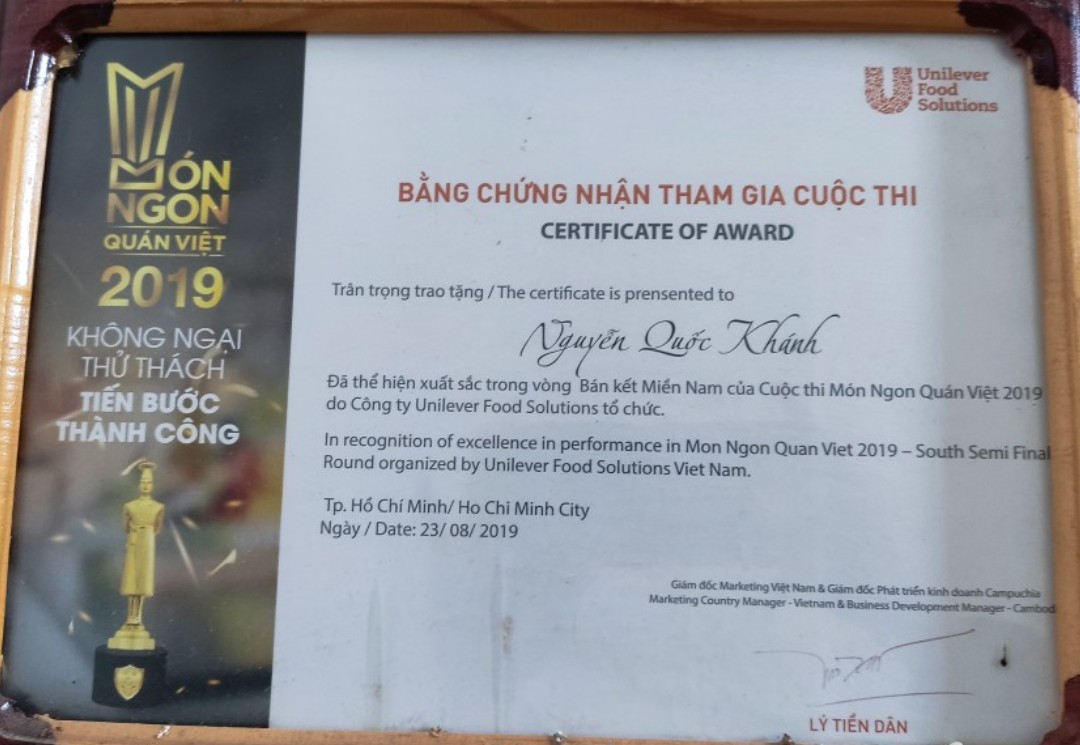 MÓN
NGON
QUÁN VIỆT
2019
KHÔNG NGẠI
THỬ THÁCH
TIẾN BƯỚC
THÀNH CÔNG
Unilever
Food
Solutions
BẰNG CHỨNG NHẬN THAM GIA CUỘC THI
CERTIFICATE OF AWARD
Trân trọng trao tặng / The certificate is prensented to
Nguyễn Quốc Khánh
Đã thể hiện xuất sắc trong vòng Bán kết Miền Nam của Cuộc thi Món Ngon Quán Việt 2019
do Công ty Unilever Food Solutions tổ chức.
In recognition of excellence in performance in Mon Ngon Quan Viet 2019 – South Semi Final
Round organized by Unilever Food Solutions Viet Nam.
Tp. Hồ Chí Minh/ Ho Chi Minh City
Ngày / Date: 23/ 08/ 2019
Giám đốc Marketing Việt Nam & Giám đốc Phát triển kinh doanh Campuchia
Marketing Country Manager - Vietnam & Business Development Manager - Cambod
LÝ TIỀN DÂN